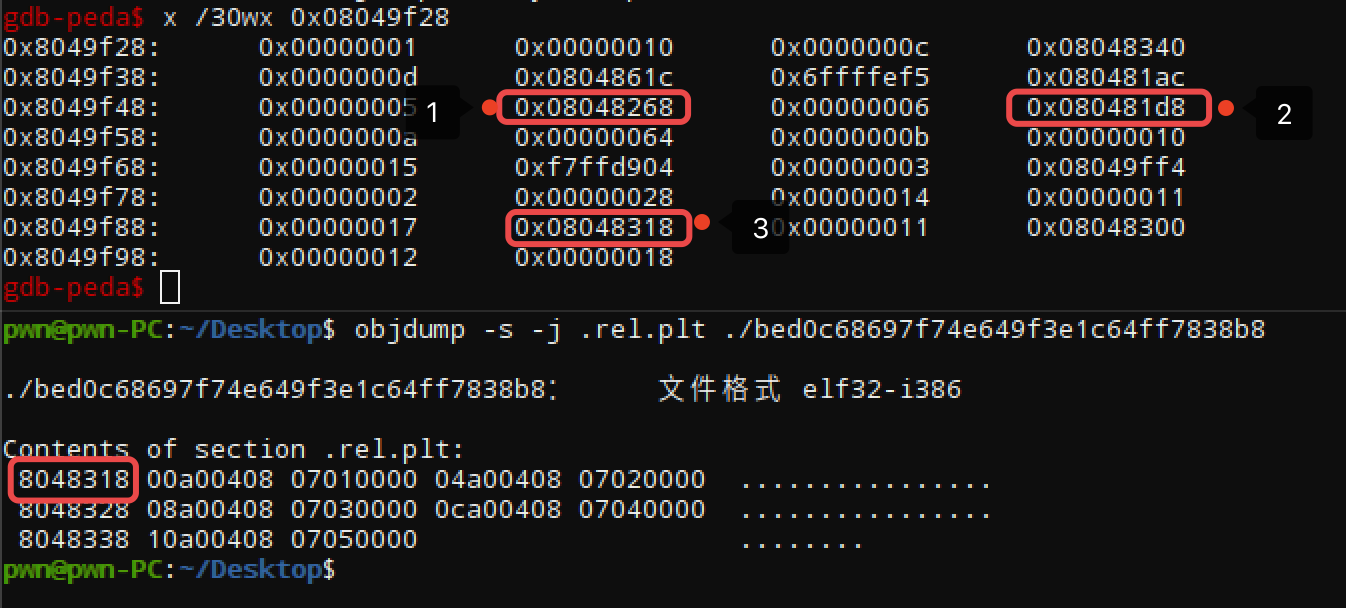 gdb-peda$ x /30wx 0x08049f28
0x8049f28: 0x00000001 0x00000010 0x0000000c 0x08048340
0x8049f38: 0x0000000d 0x0804861c 0x6ffffef5 0x080481ac
0x8049f48: 0x00000005 1 0x08048268 0x00000006 0x080481d8 2
0x8049f58: 0x0000000a 0x00000064 0x0000000b 0x00000010
0x8049f68: 0x00000015 0xf7ffd904 0x00000003 0x08049ff4
0x8049f78: 0x00000002 0x00000028 0x00000014 0x00000011
0x8049f88: 0x00000017 0x08048318 3 0x00000011 0x08048300
0x8049f98: 0x00000012 0x00000018
gdb-peda$
pwn@pwn-PC:~/Desktop$ objdump -s -j .rel.plt ./bed0c68697f74e649f3e1c64ff7838b8
./bed0c68697f74e649f3e1c64ff7838b8: 文件格式 elf32-i386
Contents of section .rel.plt:
8048318 00a00408 07010000 04a00408 07020000 ................
8048328 08a00408 07030000 0ca00408 07040000 ................
8048338 10a00408 07050000 ........
pwn@pwn-PC:~/Desktop$